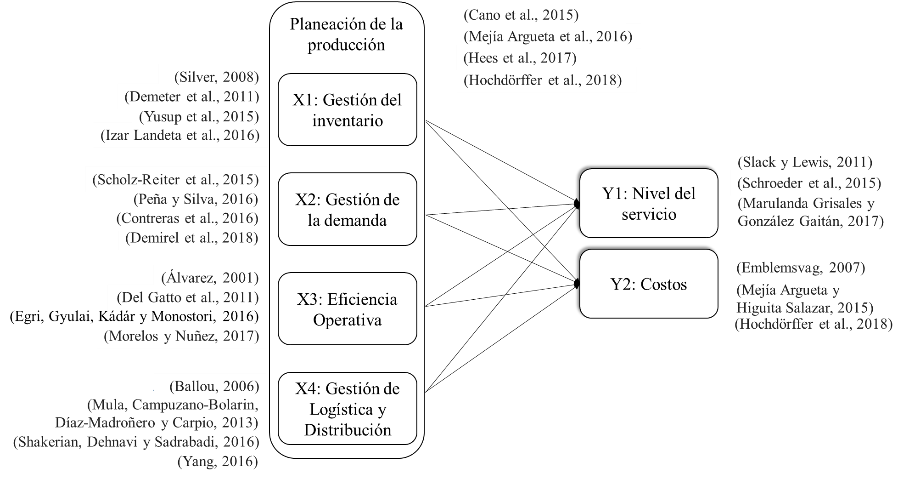 Planeación de la
producción
(Cano et al., 2015)
(Mejía Argueta et al., 2016)
(Hees et al., 2017)
(Hochdörffer et al., 2018)
(Silver, 2008)
(Demeter et al., 2011)
(Yusup et al., 2015)
(Izar Landeta et al., 2016)
X1: Gestión del
inventario
(Scholz-Reiter et al., 2015)
(Peña y Silva, 2016)
(Contreras et al., 2016)
(Demirel et al., 2018)
X2: Gestión de
la demanda
(Álvarez, 2001)
(Del Gatto et al., 2011)
(Egri, Gyulai, Kádár y Monostori, 2016)
(Morelos y Nuñez, 2017)
X3: Eficiencia
Operativa
(Ballou, 2006)
(Mula, Campuzano-Bolarin,
Díaz-Madroñero y Carpio, 2013)
(Shakerian, Dehnavi y Sadrabadi, 2016)
(Yang, 2016)
X4: Gestión de
Logística y
Distribución
Y1: Nivel del
servicio
(Slack y Lewis, 2011)
(Schroeder et al., 2015)
(Marulanda Grisales y
González Gaitán, 2017)
Y2: Costos
(Emblemsvag, 2007)
(Mejía Argueta y
Higuita Salazar, 2015)
(Hochdörffer et al., 2018)